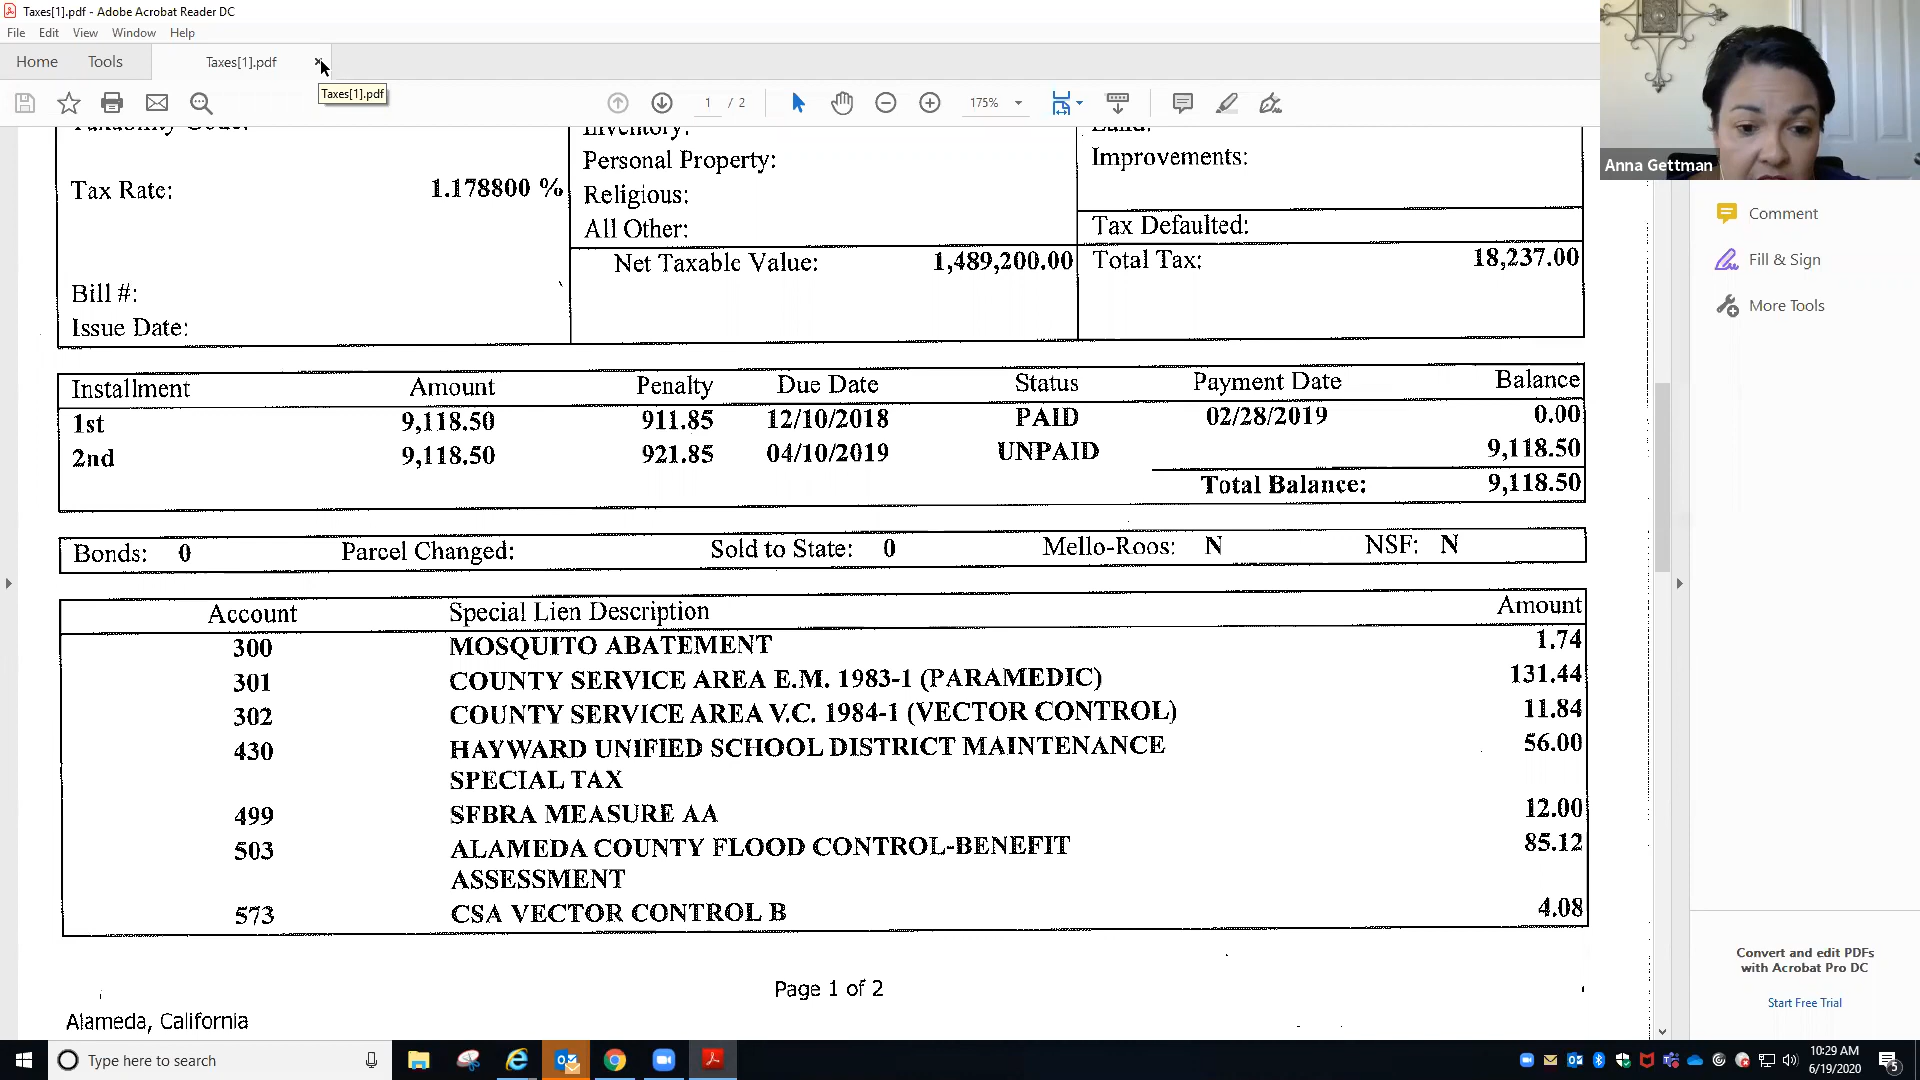 Taxes[1].pdf - Adobe Acrobat Reader DC
File Edit View Window Help
Home Tools Taxes[1].pdf
Taxes[1].pdf
1 / 2 175%
Anna Gettman
Taxability Code: Inventory: Land:
Personal Property: Improvements:
Tax Rate: 1.178800 % Religious:
All Other: Tax Defaulted:
Net Taxable Value: 1,489,200.00 Total Tax: 18,237.00
Bill #:
Issue Date:
Installment Amount Penalty Due Date Status Payment Date Balance
1st 9,118.50 911.85 12/10/2018 PAID 02/28/2019 0.00
2nd 9,118.50 921.85 04/10/2019 UNPAID 9,118.50
Total Balance: 9,118.50
Bonds: 0 Parcel Changed: Sold to State: 0 Mello-Roos: N NSF: N
Account Special Lien Description Amount
300 MOSQUITO ABATEMENT 1.74
301 COUNTY SERVICE AREA E.M. 1983-1 (PARAMEDIC) 131.44
302 COUNTY SERVICE AREA V.C. 1984-1 (VECTOR CONTROL) 11.84
430 HAYWARD UNIFIED SCHOOL DISTRICT MAINTENANCE 56.00
SPECIAL TAX
499 SFBRA MEASURE AA 12.00
503 ALAMEDA COUNTY FLOOD CONTROL-BENEFIT 85.12
ASSESSMENT
573 CSA VECTOR CONTROL B 4.08
Page 1 of 2
Alameda, California
Comment
Fill & Sign
More Tools
Convert and edit PDFs
with Acrobat Pro DC
Start Free Trial
Type here to search
10:29 AM
6/19/2020
5